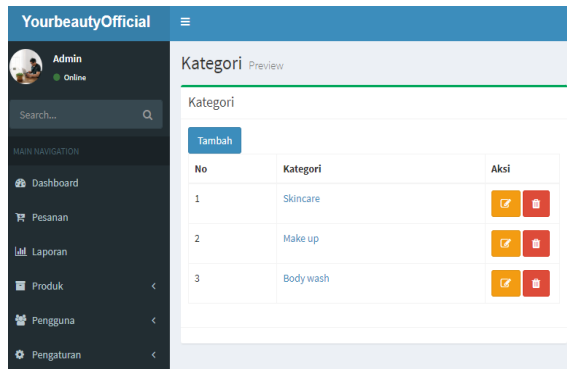 YourbeautyOfficial
Admin
Online
Search...
MAIN NAVIGATION
Dashboard
Pesanan
Laporan
Produk
Pengguna
Pengaturan
Kategori Preview
Kategori
Tambah
No Kategori Aksi
1 Skincare
2 Make up
3 Body wash